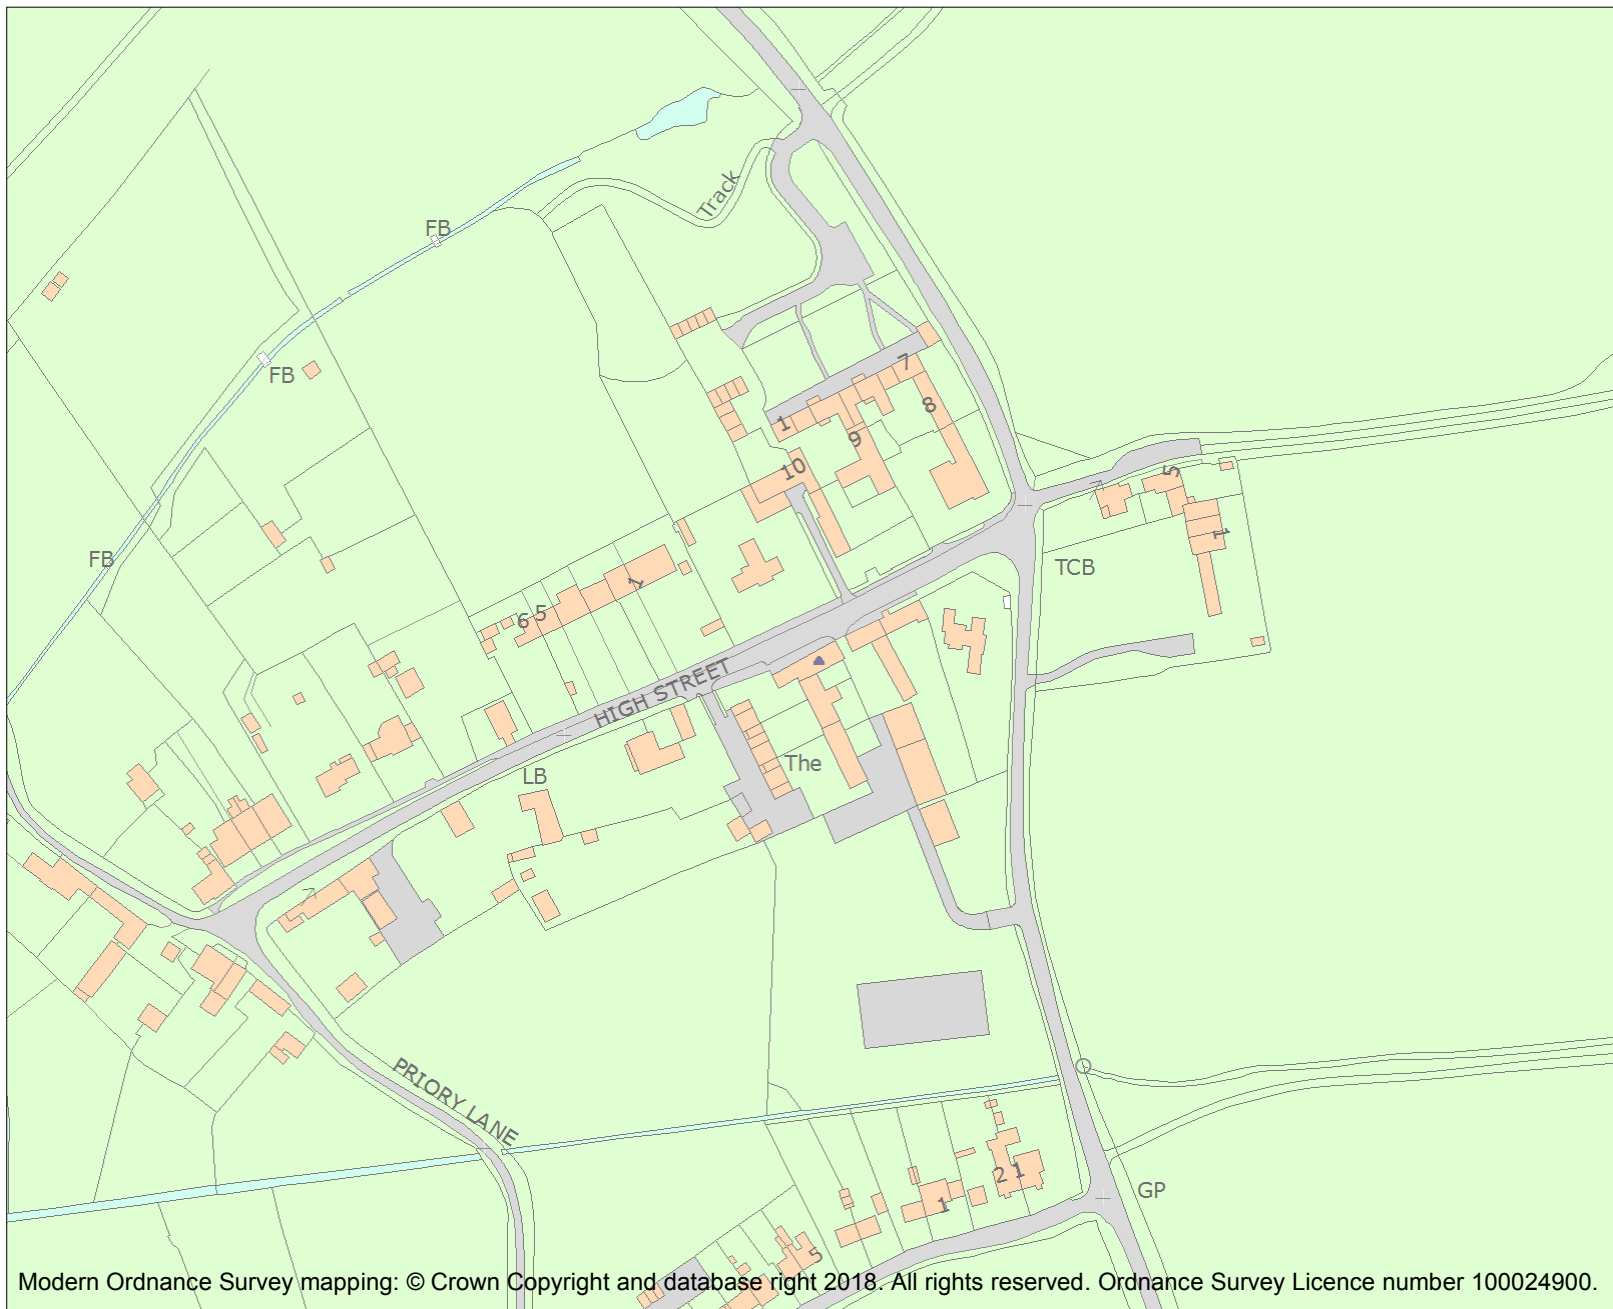 Track
FB
FB
7
1
8
9
10
5
1
FB
TCB
1
6 5
HIGH STREET
The
LB
PRIORY LANE
2 1
GP
1
5
Modern Ordnance Survey mapping: © Crown Copyright and database right 2018. All rights reserved. Ordnance Survey Licence number 100024900.